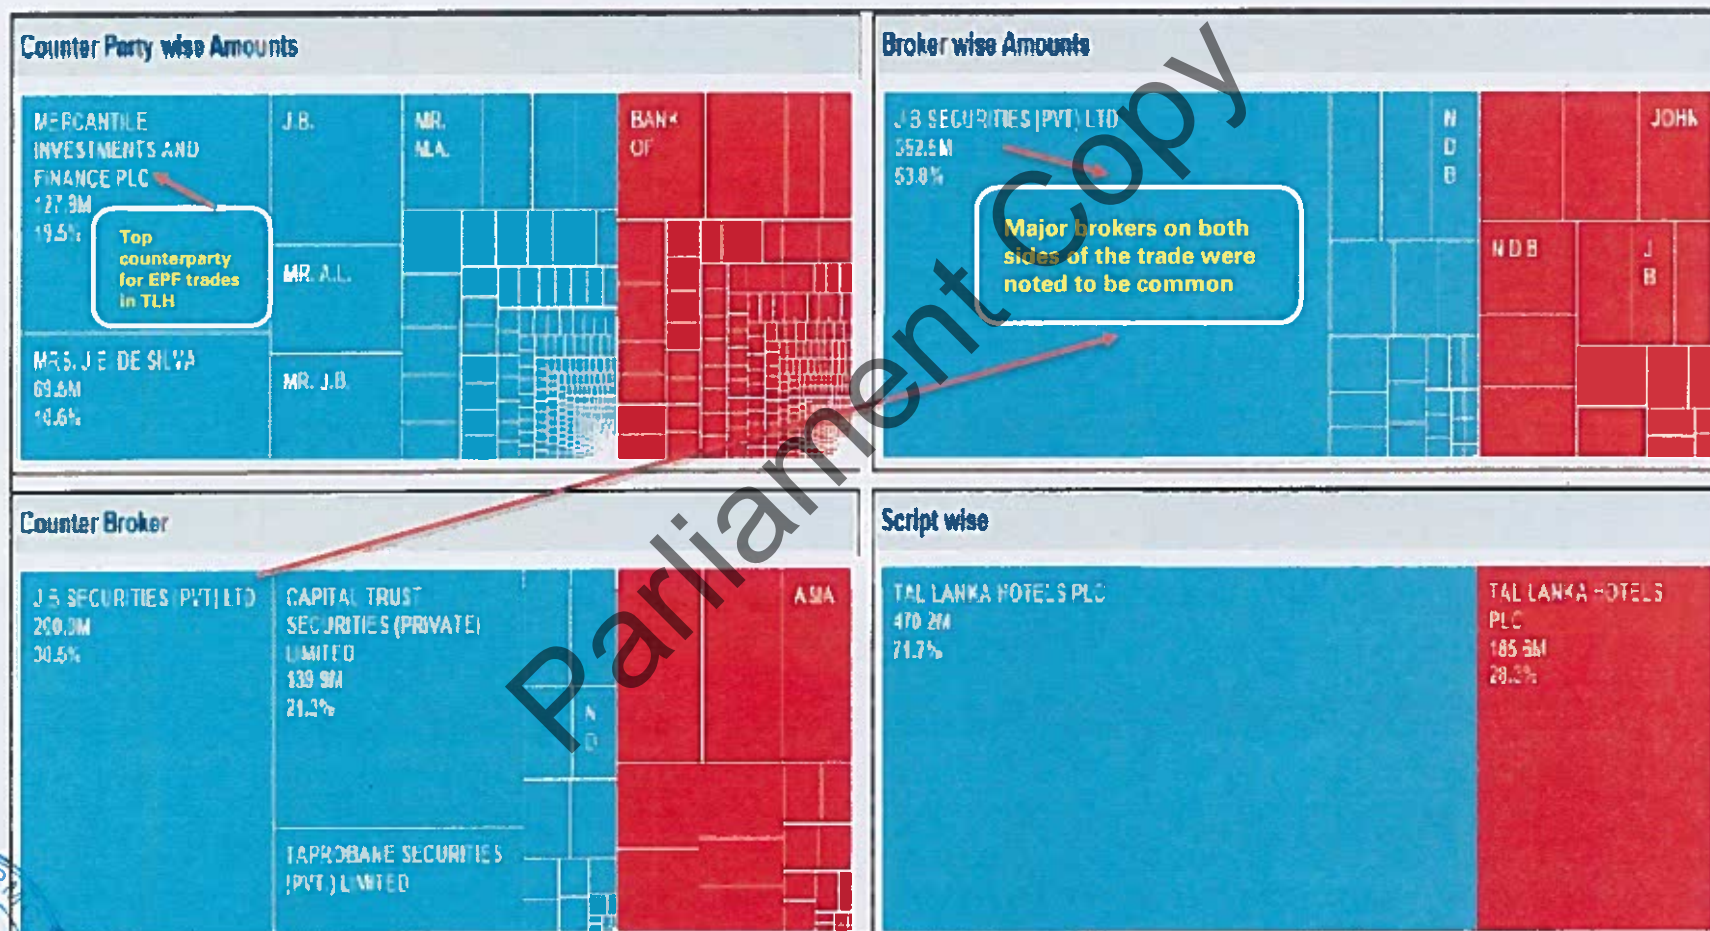 Counter Party wise Amounts
MERCANTILE
INVESTMENTS AND
FINANCE PLC
127.9M
19.5%
Top
counterparty
for EPF trades
in TLH
MRS. J E. DE SILVA
69.6M
10.6%
J.B.
MR. A.L.
MR. J.B.
MR.
M.A.
BANK
OF
Broker wise Amounts
J B SECURITIES (PVT) LTD
352.6M
53.8%
Major brokers on both
sides of the trade were
noted to be common
N
D
B
JOHN
N D B
J
B
Counter Broker
J B SECURITIES (PVT) LTD
200.3M
30.5%
CAPITAL TRUST
SECURITIES (PRIVATE)
LIMITED
139.9M
21.3%
TAPROBANE SECURITIES
(PVT.) LIMITED
N
D
ASIA
Script wise
TAL LANKA HOTELS PLC
470.2M
71.7%
TAL LANKA HOTELS
PLC
28.3%
Parliament Copy